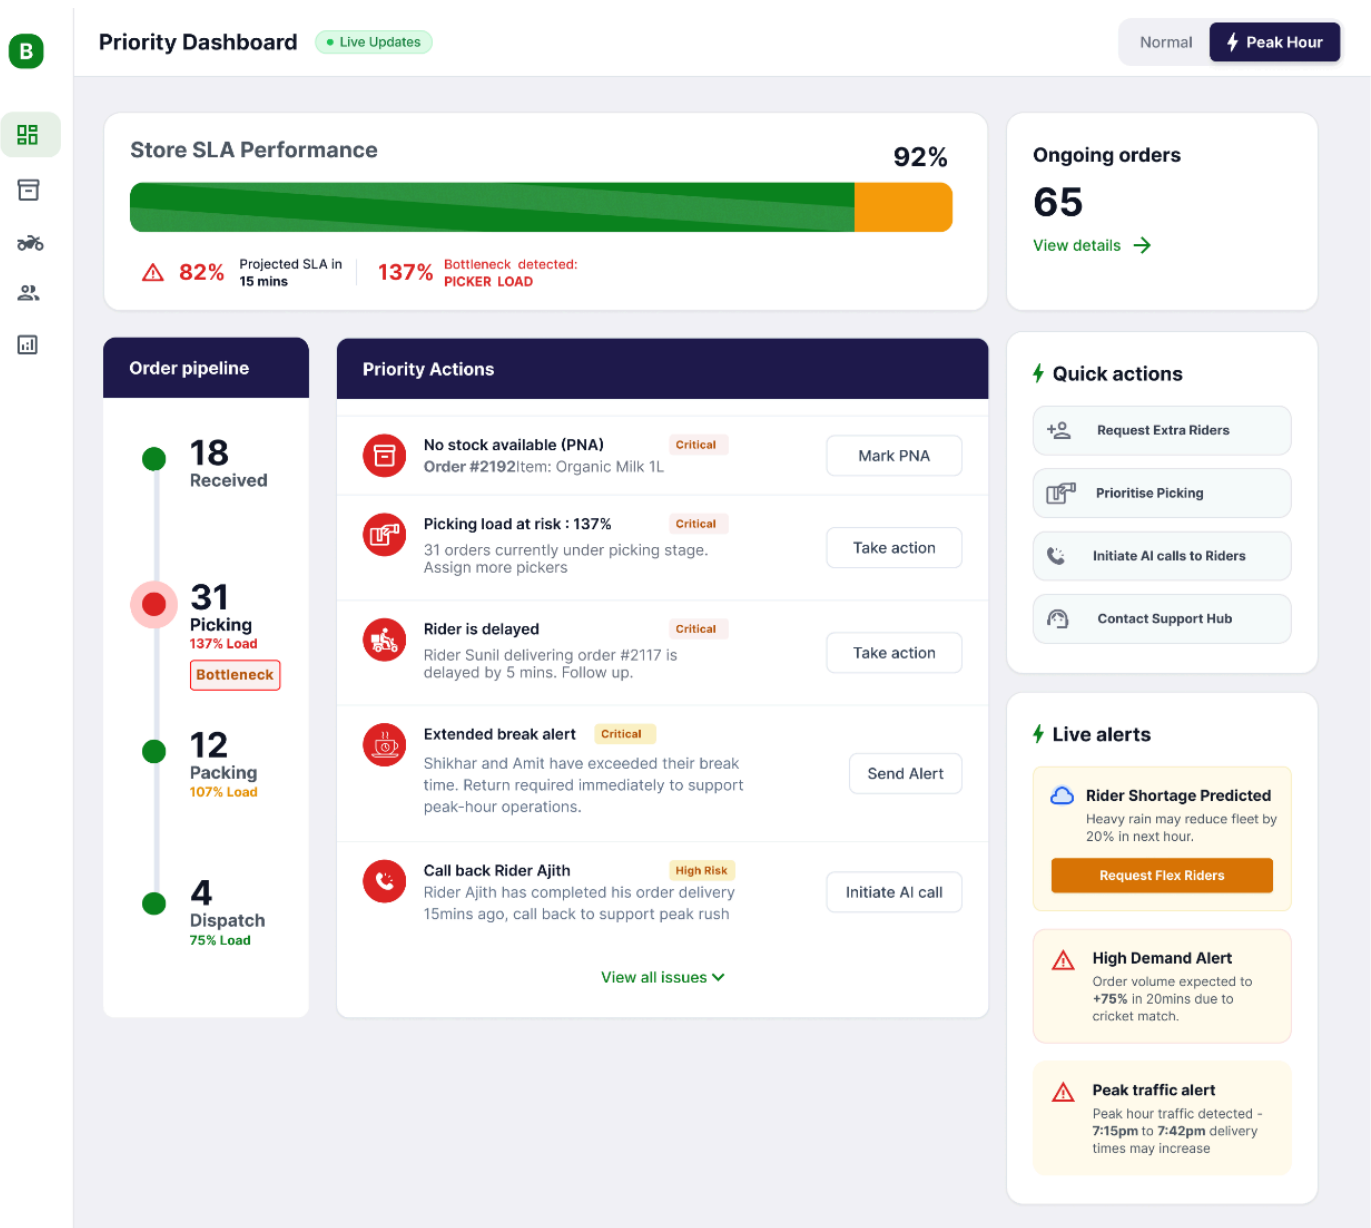 B
Priority Dashboard
Live Updates
Normal
Peak Hour
Store SLA Performance
92%
82%
Projected SLA in
15 mins
137%
Bottleneck detected:
PICKER LOAD
Ongoing orders
65
View details
Order pipeline
18
Received
31
Picking
137% Load
Bottleneck
12
Packing
107% Load
4
Dispatch
75% Load
Priority Actions
No stock available (PNA)
Critical
Order #2192Item: Organic Milk 1L
Mark PNA
Picking load at risk : 137%
Critical
31 orders currently under picking stage.
Assign more pickers
Take action
Rider is delayed
Critical
Rider Sunil delivering order #2117 is
delayed by 5 mins. Follow up.
Take action
Extended break alert
Critical
Shikhar and Amit have exceeded their break
time. Return required immediately to support
peak-hour operations.
Send Alert
Call back Rider Ajith
High Risk
Rider Ajith has completed his order delivery
15mins ago, call back to support peak rush
Initiate AI call
View all issues
Quick actions
Request Extra Riders
Prioritise Picking
Initiate AI calls to Riders
Contact Support Hub
Live alerts
Rider Shortage Predicted
Heavy rain may reduce fleet by
20% in next hour.
Request Flex Riders
High Demand Alert
Order volume expected to
+75% in 20mins due to
cricket match.
Peak traffic alert
Peak hour traffic detected -
7:15pm to 7:42pm delivery
times may increase